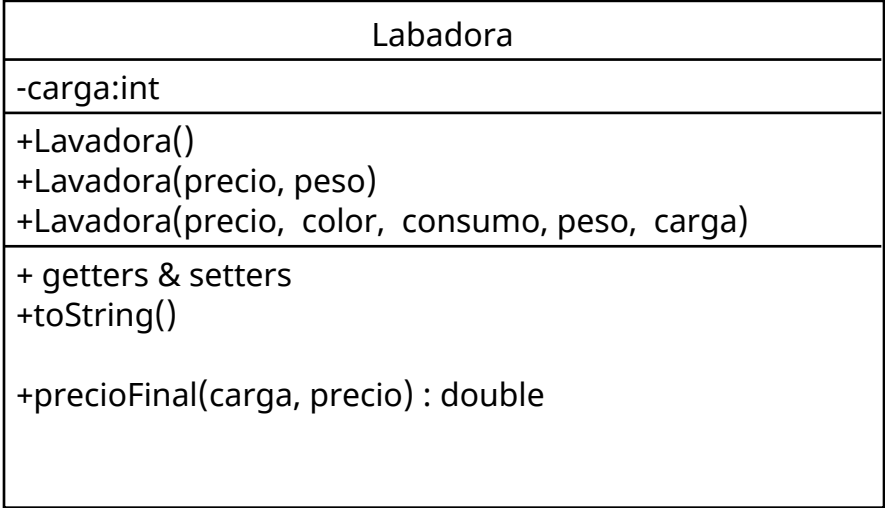 Labadora
-carga:int
+Lavadora()
+Lavadora(precio, peso)
+Lavadora(precio, color, consumo, peso, carga)
+ getters & setters
+toString()
+precioFinal(carga, precio) : double